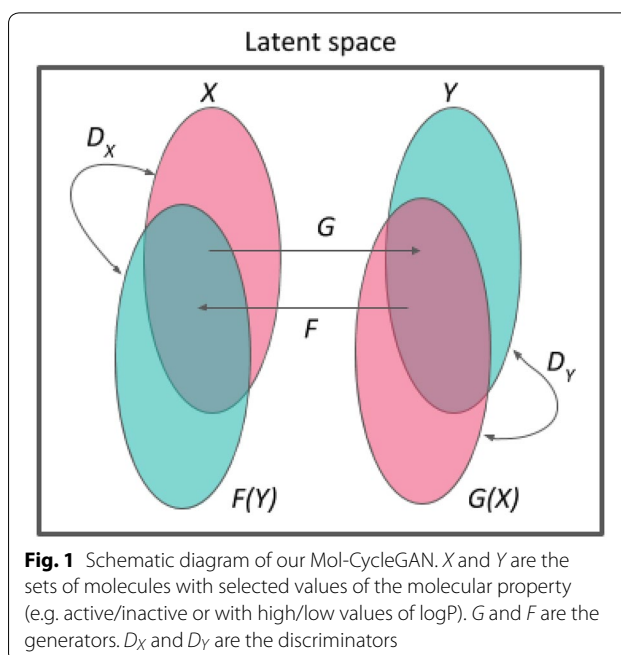 Latent space
X
Y
D_X
G
F
D_Y
F(Y)
G(X)
Fig. 1 Schematic diagram of our Mol-CycleGAN. X and Y are the
sets of molecules with selected values of the molecular property
(e.g. active/inactive or with high/low values of logP). G and F are the
generators. D_X and D_Y are the discriminators